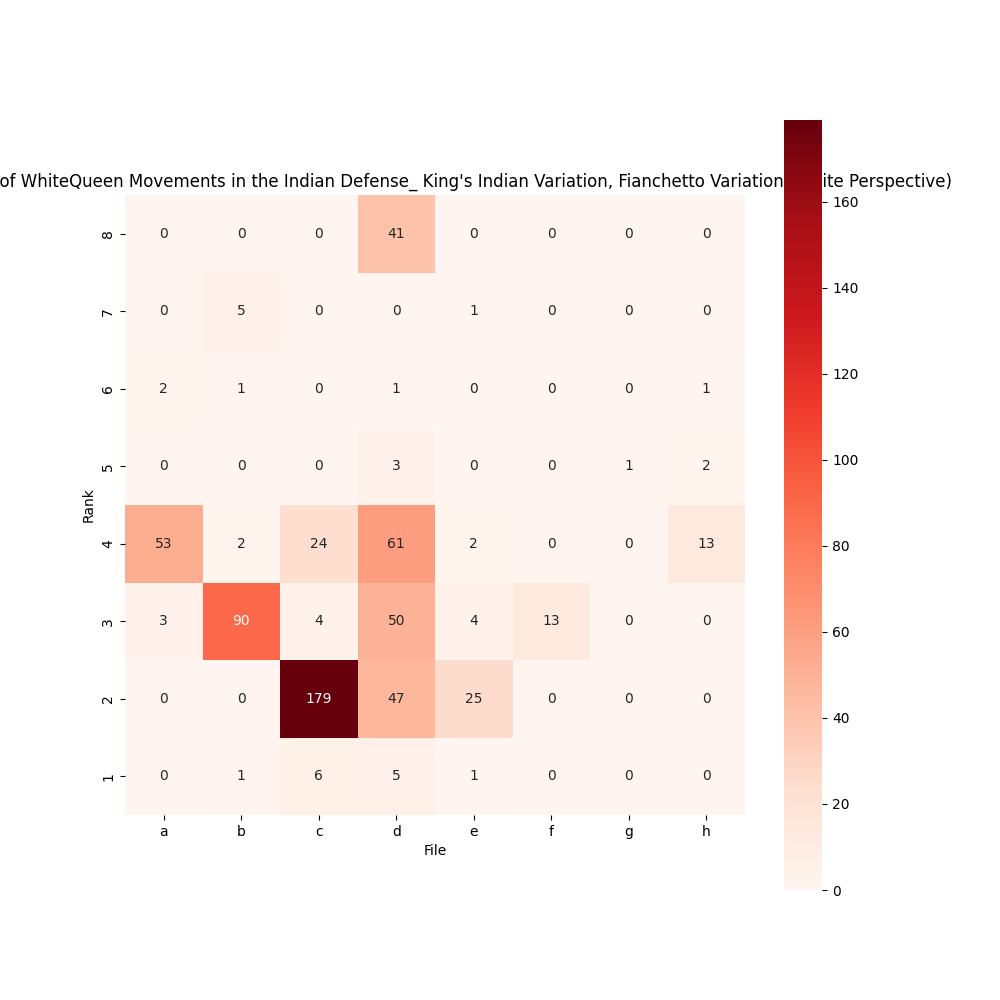 of WhiteQueen Movements in the Indian Defense_ King's Indian Variation, Fianchetto Variation ite Perspective)
160
8 0 0 0 41 0 0 0 0
140
7 0 5 0 0 1 0 0 0
120
6 2 1 0 1 0 0 0 1
100
5 0 0 0 3 0 0 1 2
Rank
4 53 2 24 61 2 0 0 13
80
3 3 90 4 50 4 13 0 0
60
40
2 0 0 179 47 25 0 0 0
20
1 0 1 6 5 1 0 0 0
a b c d e f g h
File
0